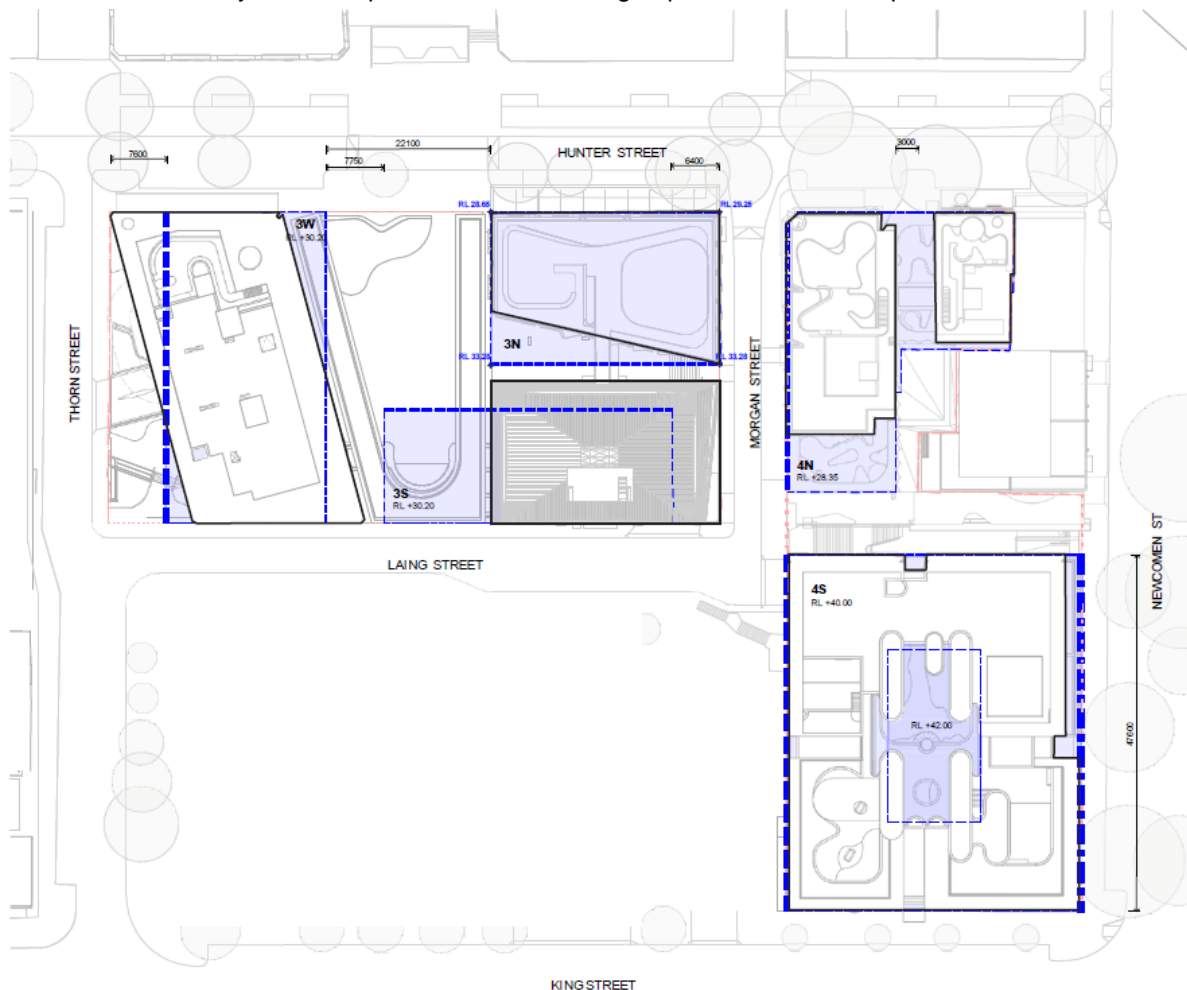 HUNTER STREET
7600
22100
7750
6400
3000
RL 28.65
RL 29.25
3W
RL +30.20
3N
RL 33.28
RL 33.28
THORN STREET
MORGAN STREET
3S
RL +30.20
4N
RL +28.35
LAING STREET
NEWCOMEN ST
4S
RL +40.00
RL +42.00
47600
KING STREET